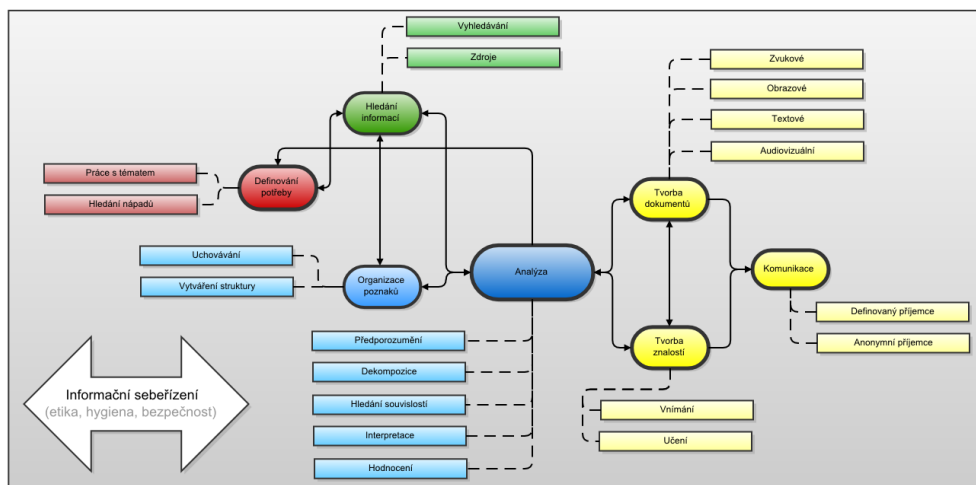 Vyhledávání
Zdroje
Hledání
informací
Práce s tématem
Hledání nápadů
Definování
potřeby
Uchovávání
Vytváření struktury
Organizace
poznaků
Analýza
Předporozumění
Dekompozice
Hledání souvislostí
Interpretace
Hodnocení
Zvukové
Obrazové
Textové
Audiovizuální
Tvorba
dokumentů
Tvorba
znalostí
Vnímání
Učení
Komunikace
Definovaný příjemce
Anonymní příjemce
Informační sebeřízení
(etika, hygiena, bezpečnost)